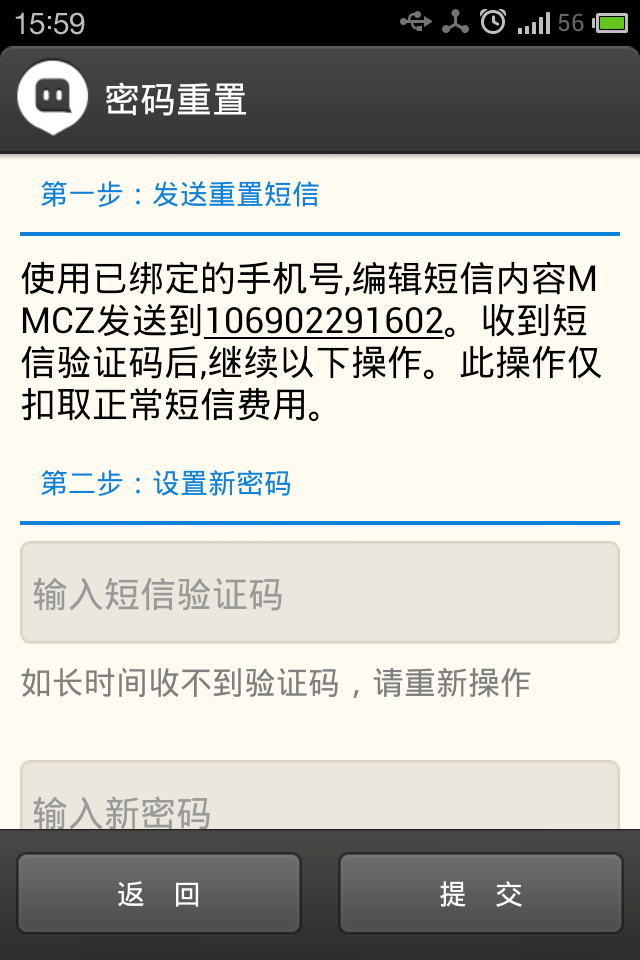 15:59
56
密码重置
第一步：发送重置短信
使用已绑定的手机号,编辑短信内容M
MCZ发送到106902291602。收到短
信验证码后,继续以下操作。此操作仅
扣取正常短信费用。
第二步：设置新密码
输入短信验证码
如长时间收不到验证码，请重新操作
输入新密码
返 回
提 交